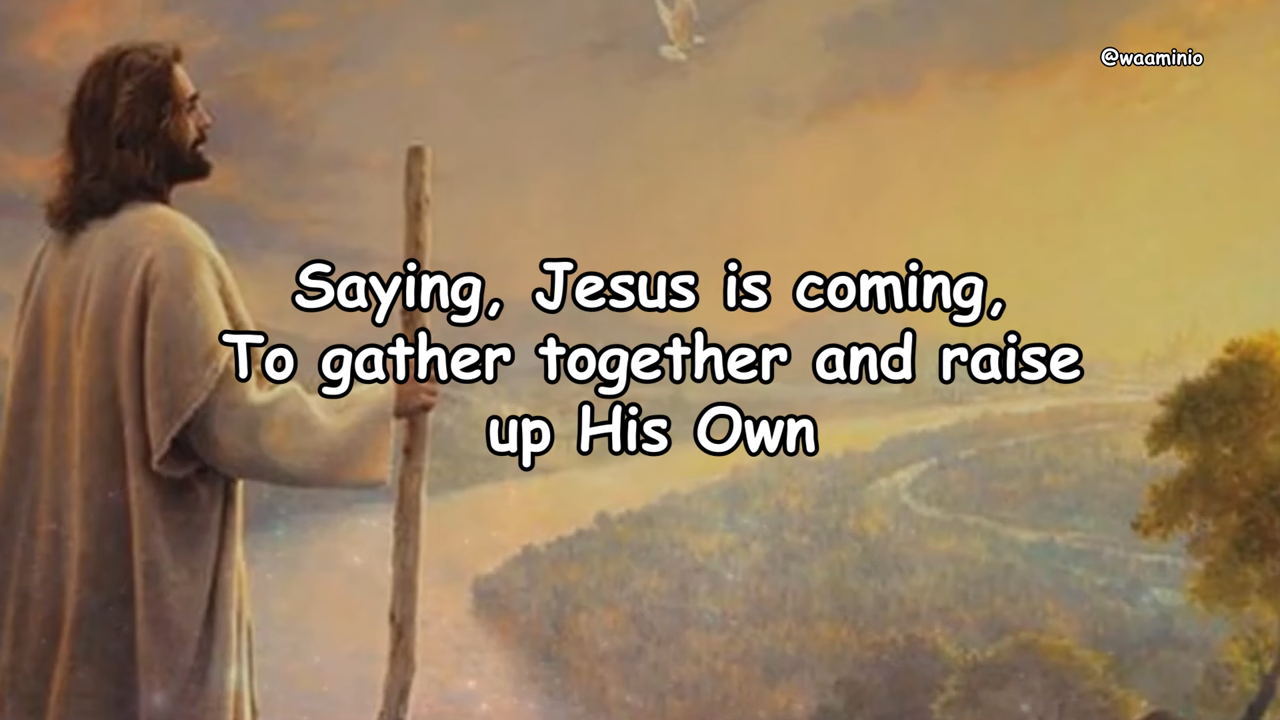 @waaminio
Saying, Jesus is coming,
To gather together and raise
up His Own